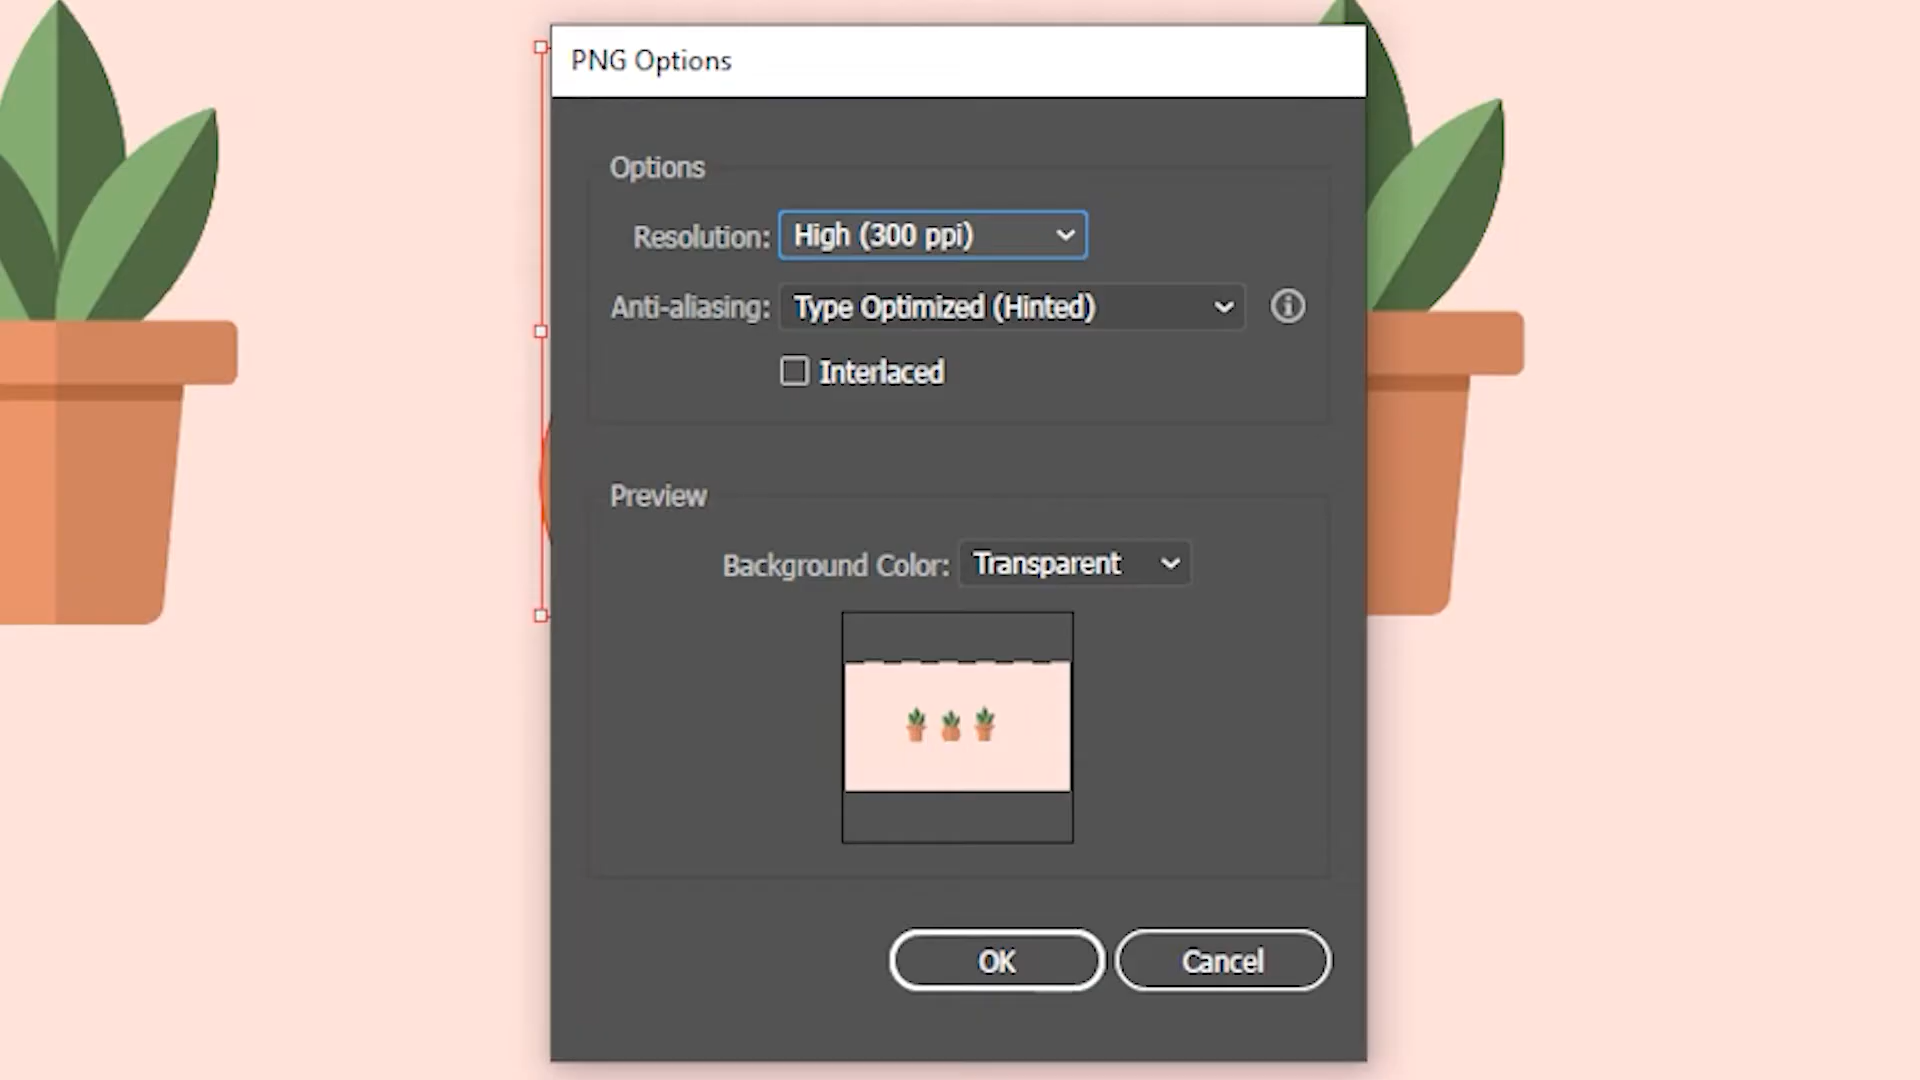 PNG Options
Options
Resolution: High (300 ppi)
Anti-aliasing: Type Optimized (Hinted)
Interlaced
Preview
Background Color: Transparent
OK Cancel